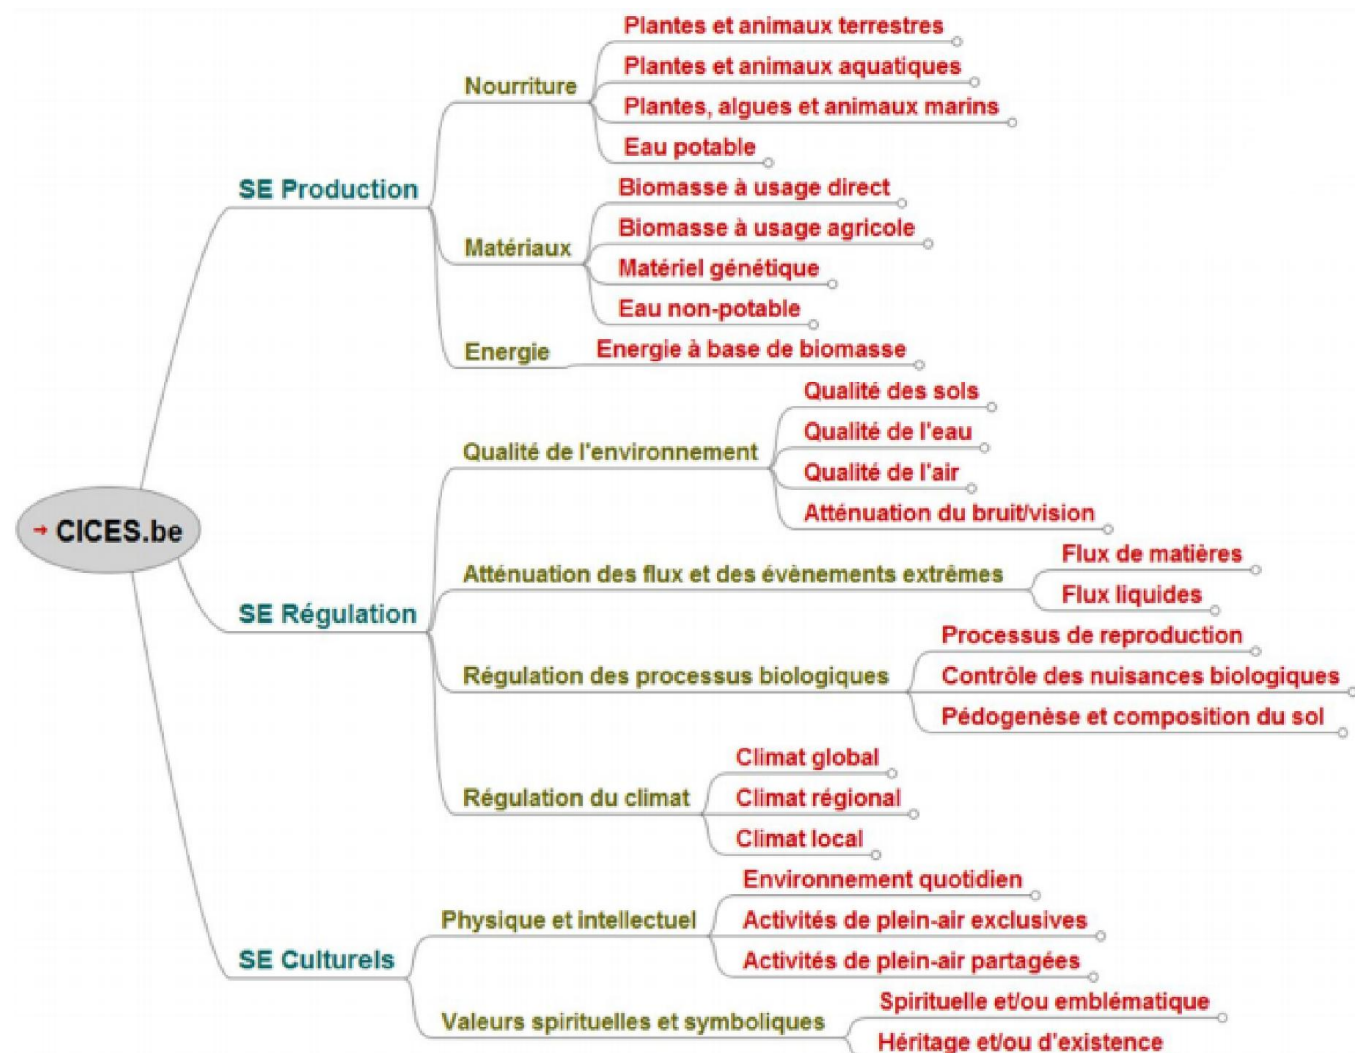 Plantes et animaux terrestres
Plantes et animaux aquatiques
Nourriture
Plantes, algues et animaux marins
Eau potable
SE Production
Biomasse à usage direct
Biomasse à usage agricole
Matériaux
Matériel génétique
Eau non-potable
Energie
Energie à base de biomasse
Qualité des sols
Qualité de l'eau
Qualité de l'environnement
Qualité de l'air
Atténuation du bruit/vision
→ CICES.be
Flux de matières
Atténuation des flux et des évènements extrêmes
Flux liquides
SE Régulation
Processus de reproduction
Régulation des processus biologiques
Contrôle des nuisances biologiques
Pédogenèse et composition du sol
Climat global
Régulation du climat
Climat régional
Climat local
Environnement quotidien
Physique et intellectuel
Activités de plein-air exclusives
SE Culturels
Activités de plein-air partagées
Spirituelle et/ou emblématique
Valeurs spirituelles et symboliques
Héritage et/ou d'existence